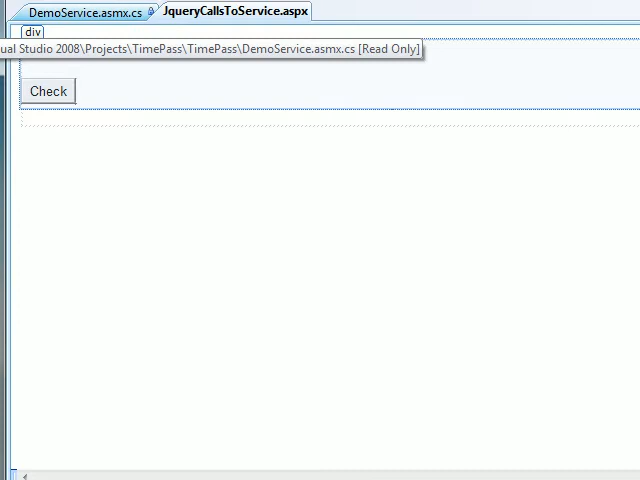 DemoService.asmx.cs JqueryCallsToService.aspx
div
ual Studio 2008\Projects\TimePass\TimePass\DemoService.asmx.cs [Read Only]
Check